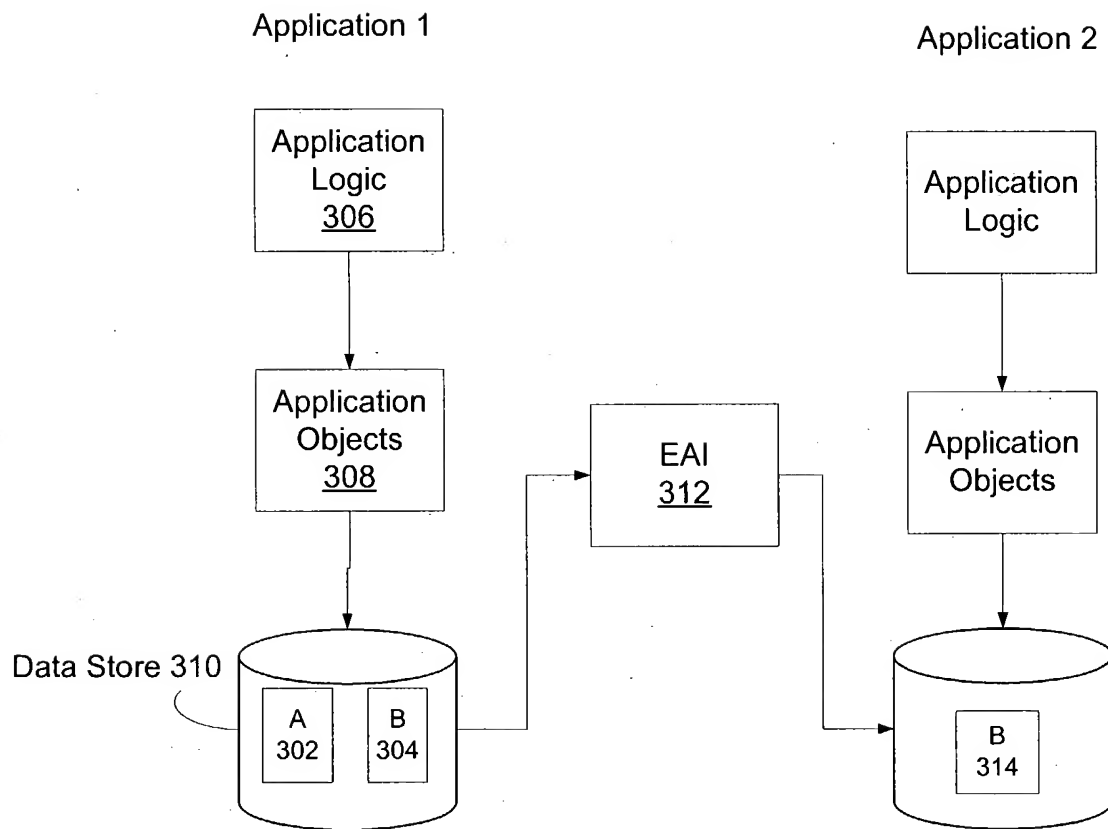 Application 1
Application 2
Application
Logic
306
Application
Logic
Application
Objects
308
EAI
312
Application
Objects
Data Store 310
A
302
B
304
B
314